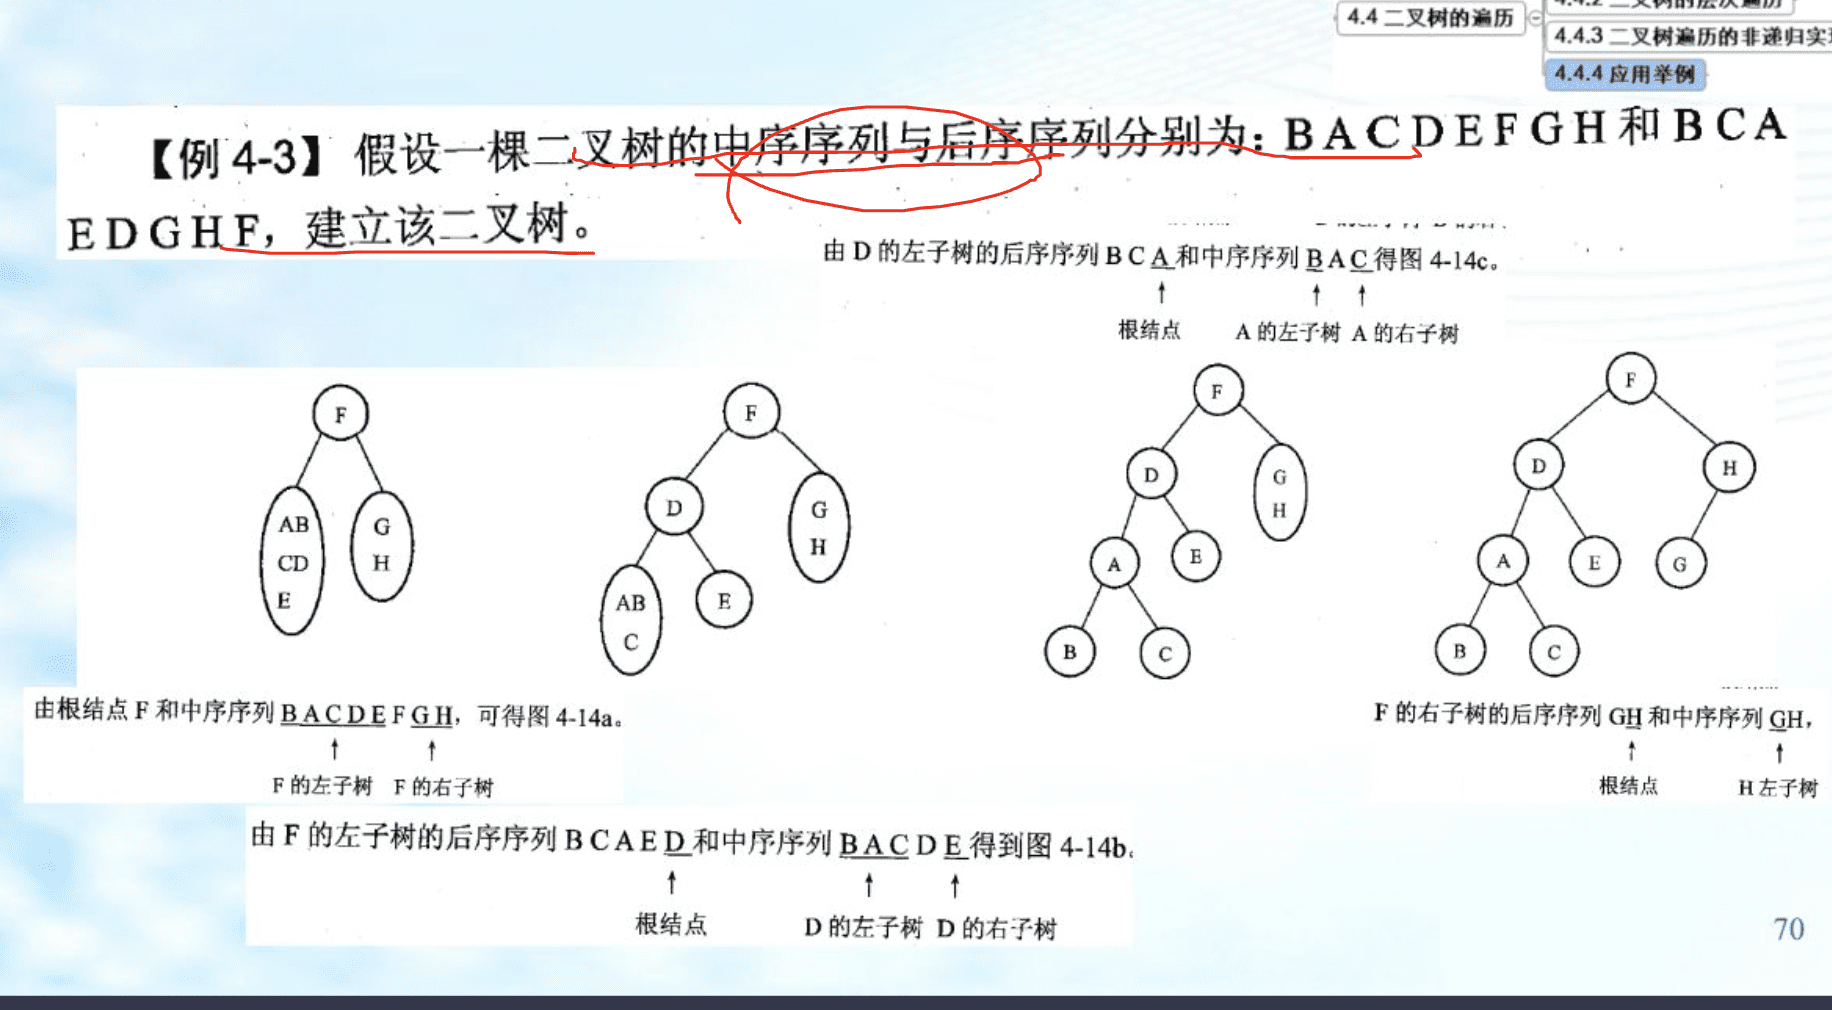 4.4 二叉树的遍历
4.4.2 二叉树的层次遍历
4.4.3 二叉树遍历的非递归实
4.4.4 应用举例
【例 4-3】 假设一棵二叉树的中序序列与后序序列分别为：B A C D E F G H 和 B C A
E D G H F，建立该二叉树。
由 D 的左子树的后序序列 B C A 和中序序列 B A C 得图 4-14c。
↑ ↑ ↑
根结点 A 的左子树 A 的右子树
F
AB
CD
E
G
H
F
D
G
H
AB
C
E
F
D
G
H
A
E
B
C
F
D
H
A
E
G
B
C
由根结点 F 和中序序列 B A C D E F G H，可得图 4-14a。
↑ ↑
F 的左子树 F 的右子树
F 的右子树的后序序列 GH 和中序序列 GH，
↑ ↑
根结点 H 左子树
由 F 的左子树的后序序列 B C A E D 和中序序列 B A C D E 得到图 4-14b.
↑ ↑ ↑
根结点 D 的左子树 D 的右子树
70